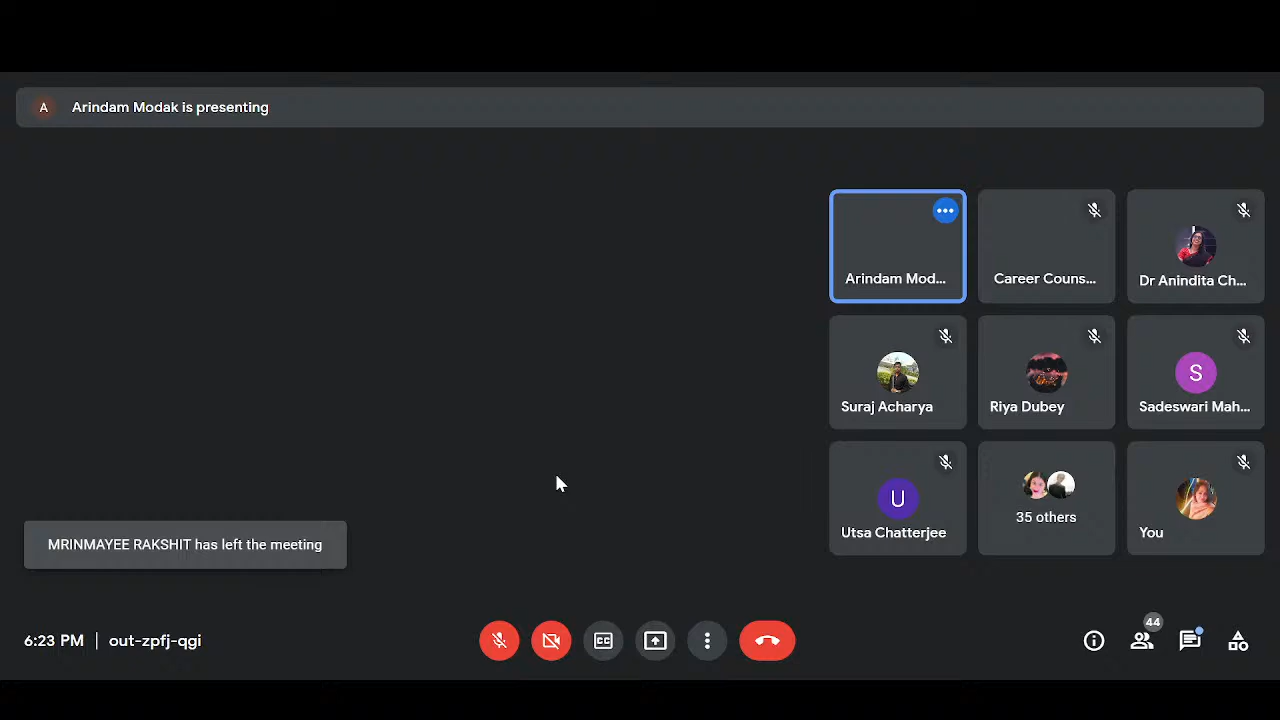 A Arindam Modak is presenting
Arindam Mod...
Career Couns...
Dr Anindita Ch...
Suraj Acharya
Riya Dubey
S
Sadeswari Mah...
U
Utsa Chatterjee
35 others
You
MRINMAYEE RAKSHIT has left the meeting
6:23 PM | out-zpfj-qgi
CC
44